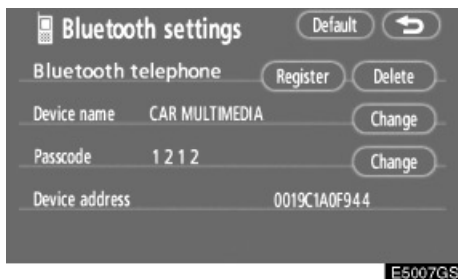 Bluetooth settings Default
Bluetooth telephone Register Delete
Device name CAR MULTIMEDIA Change
Passcode 1212 Change
Device address 0019C1A0F944
E5007GS